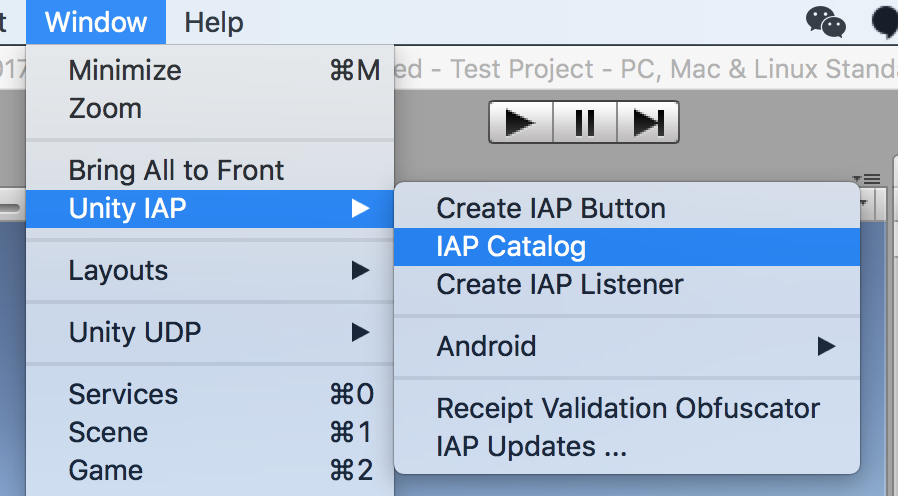 Window Help
Minimize ⌘M
ed - Test Project - PC, Mac & Linux Stand
Zoom
Bring All to Front
Unity IAP
Create IAP Button
IAP Catalog
Create IAP Listener
Layouts
Unity UDP
Android
Services ⌘0
Receipt Validation Obfuscator
Scene ⌘1
IAP Updates ...
Game ⌘2